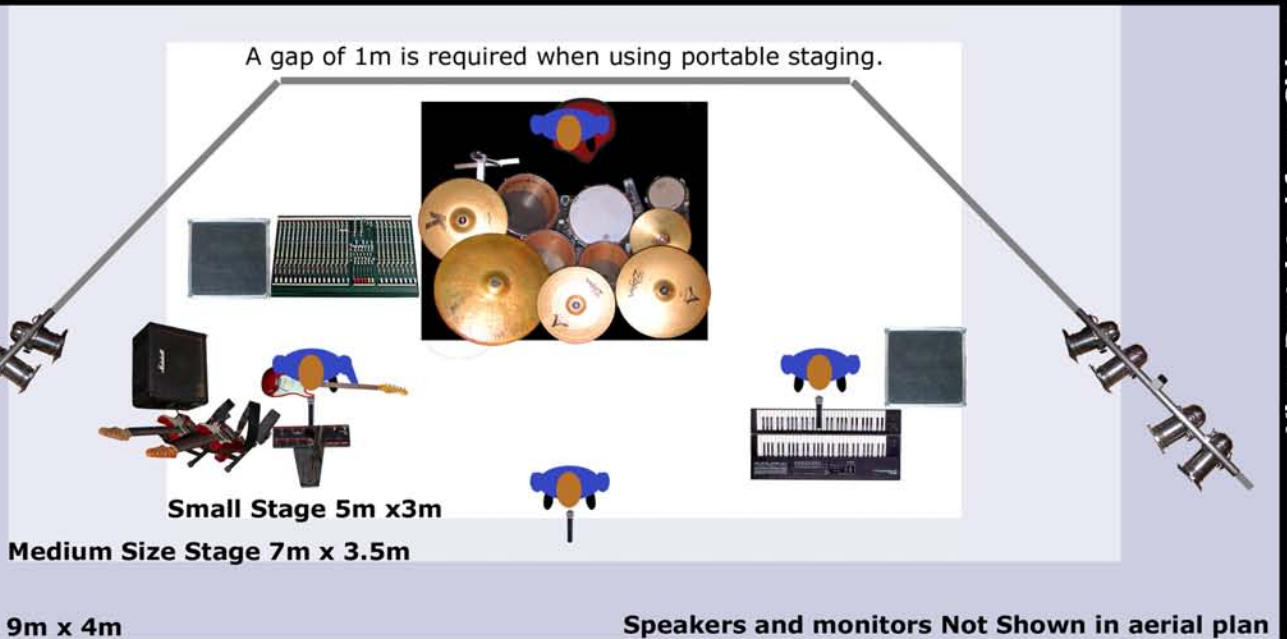 A gap of 1m is required when using portable staging.
Small Stage 5m x3m
Medium Size Stage 7m x 3.5m
9m x 4m
Speakers and monitors Not Shown in aerial plan